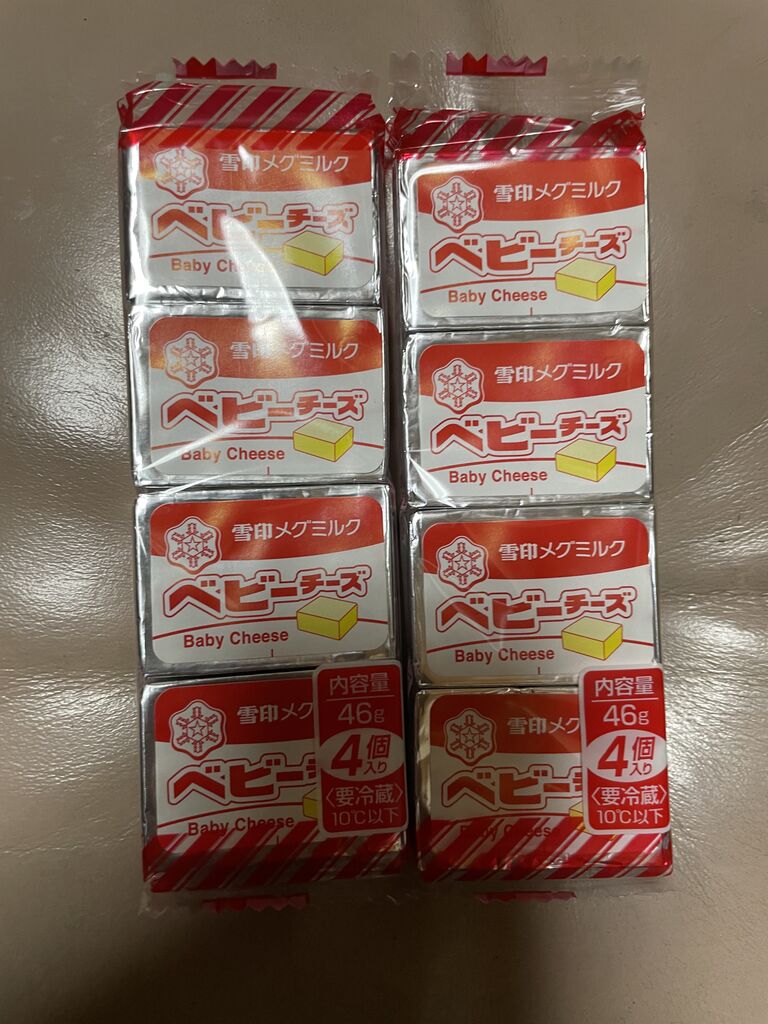 雪印メグミルク
ベビーチーズ
Baby Cheese
雪印メグミルク
ベビーチーズ
Baby Cheese
雪印メグミルク
ベビーチーズ
Baby Cheese
雪印メグ
ベビーチ
Baby Cheese
内容量
46g
4個
入り
〈要冷蔵〉
10℃以下
雪印メグミルク
ベビーチーズ
Baby Cheese
雪印メグミルク
ベビーチーズ
Baby Cheese
雪印メグミルク
ベビーチーズ
Baby Cheese
雪印メグミ
ベビーチ
Baby Cheese
内容量
46g
4個
入り
〈要冷蔵〉
10℃以下